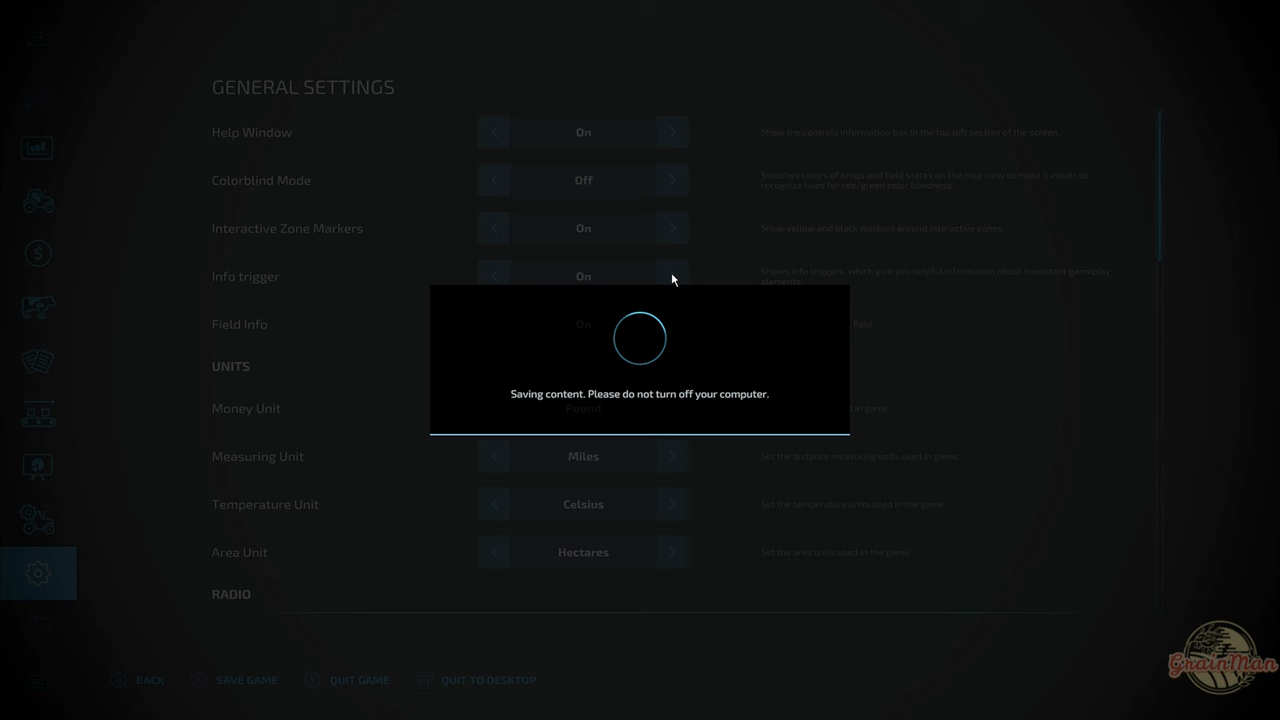 GENERAL SETTINGS
Help Window
On
Show the controls information box in the top left section of the screen.
Colorblind Mode
Off
Switches colors of crops and field states on the map view to make it easier to
recognize hues for red/green color blindness.
Interactive Zone Markers
On
Show yellow and black markers around interactive zones.
Info trigger
On
Shows info triggers, which give you helpful information about important gameplay
elements.
Field Info
On
field.
Saving content. Please do not turn off your computer.
UNITS
Money Unit
Pound
in game.
Measuring Unit
Miles
Set the distance measuring units used in game.
Temperature Unit
Celsius
Set the temperature units used in the game.
Area Unit
Hectares
Set the area units used in the game.
RADIO
BACK
SAVE GAME
QUIT GAME
QUIT TO DESKTOP
GrainMan